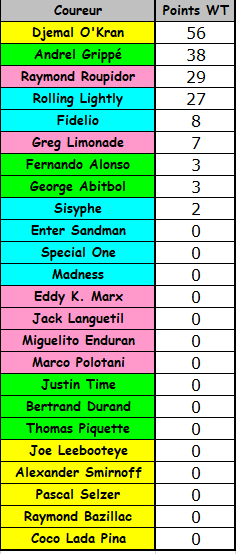 Coureur Points WT
Djemal O'Kran 56
Andrel Grippé 38
Raymond Roupidor 29
Rolling Lightly 27
Fidelio 8
Greg Limonade 7
Fernando Alonso 3
George Abitbol 3
Sisyphe 2
Enter Sandman 0
Special One 0
Madness 0
Eddy K. Marx 0
Jack Languetil 0
Miguelito Enduran 0
Marco Polotani 0
Justin Time 0
Bertrand Durand 0
Thomas Piquette 0
Joe Leebooteye 0
Alexander Smirnoff 0
Pascal Selzer 0
Raymond Bazillac 0
Coco Lada Pina 0